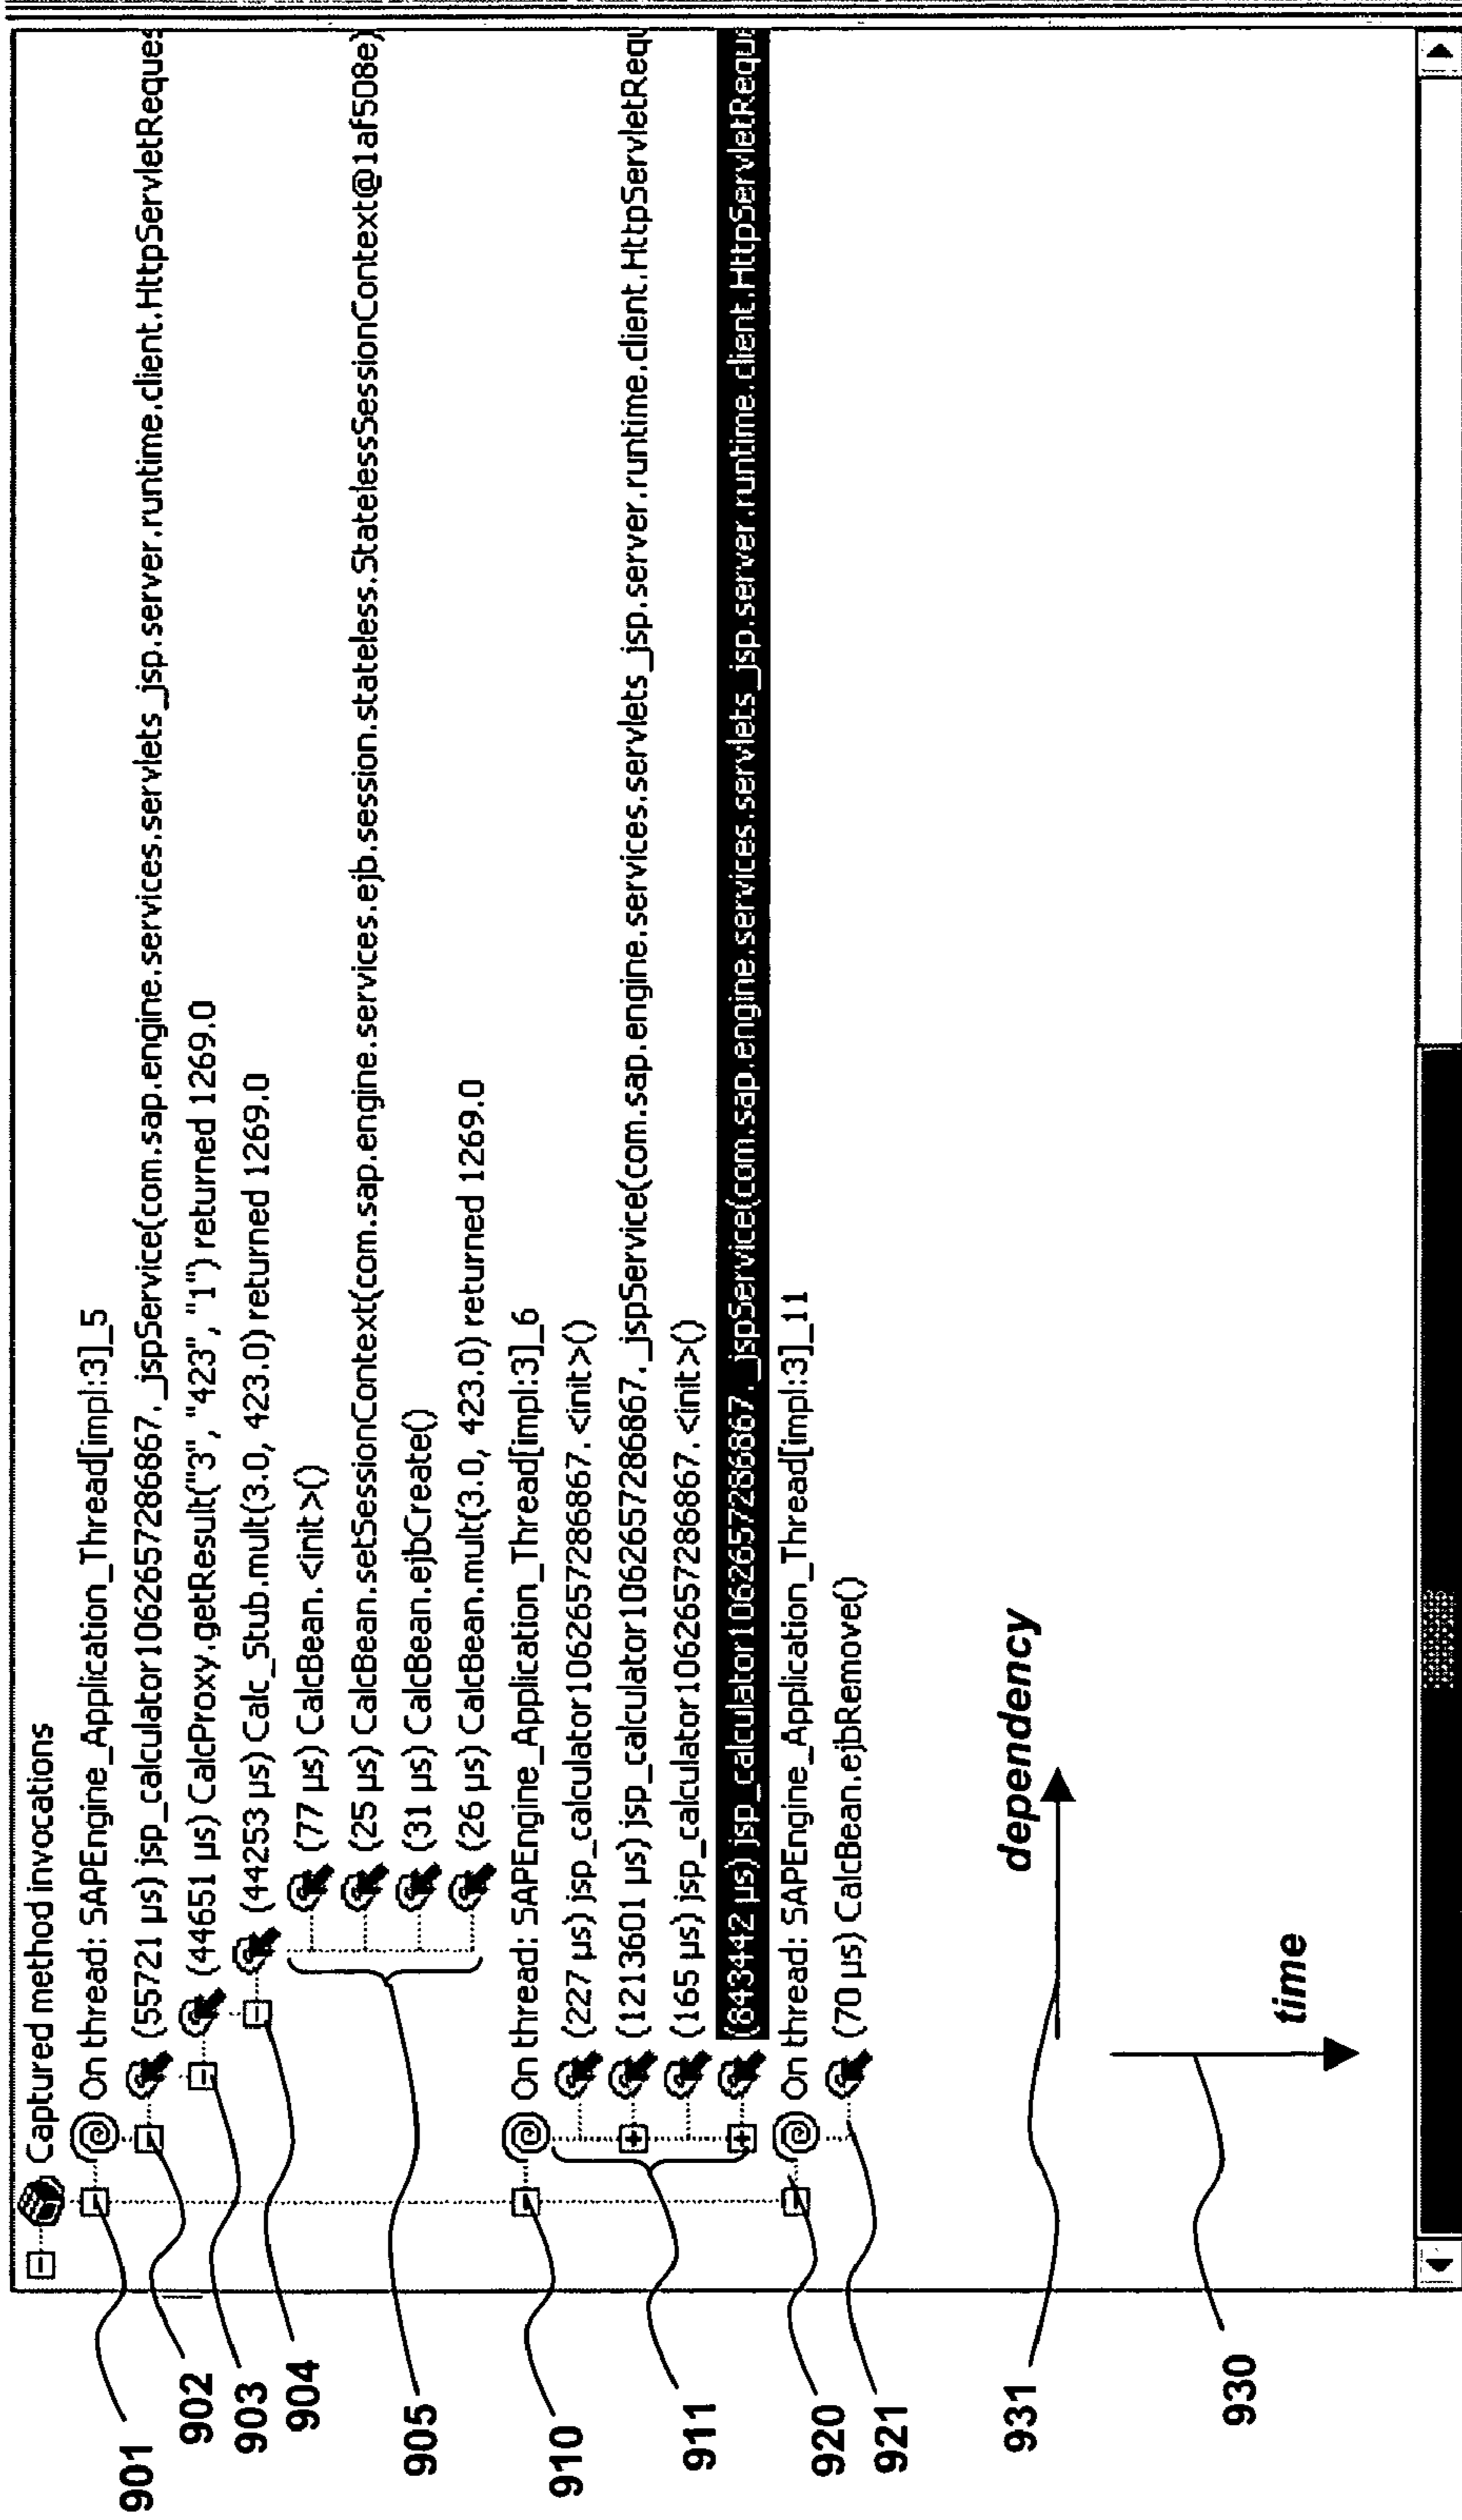 Captured method invocations
On thread: SAPEngine_Application_Thread[impl:3]_5
(55721 µs) jsp_calculator1062657286867._jspService(com.sap.engine.services.servlets_jsp.server.runtime.client.HttpServletReques
(44651 µs) CalcProxy.getResult("3", "423", "1") returned 1269.0
(44253 µs) Calc_Stub.mult(3.0, 423.0) returned 1269.0
(77 µs) CalcBean.<init>()
(25 µs) CalcBean.setSessionContext(com.sap.engine.services.ejb.session.stateless.StatelessSessionContext@1af508e)
(31 µs) CalcBean.ejbCreate()
(26 µs) CalcBean.mult(3.0, 423.0) returned 1269.0
On thread: SAPEngine_Application_Thread[impl:3]_6
(227 µs) jsp_calculator1062657286867.<init>()
(1213601 µs) jsp_calculator1062657286867._jspService(com.sap.engine.services.servlets_jsp.server.runtime.client.HttpServletRequ
(165 µs) jsp_calculator1062657286867.<init>()
(843442 µs) jsp_calculator1062657286867._jspService(com.sap.engine.services.servlets_jsp.server.runtime.client.HttpServletReque
On thread: SAPEngine_Application_Thread[impl:3]_11
(70 µs) CalcBean.ejbRemove()
dependency
time
901
902
903
904
905
910
911
920
921
931
930